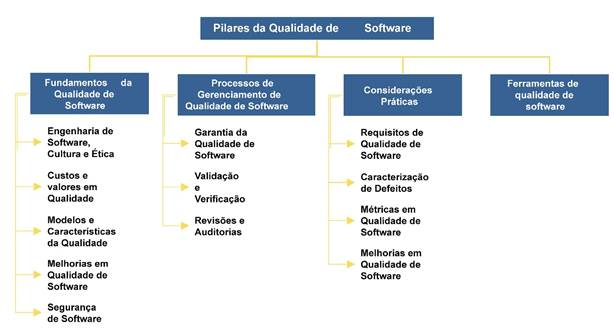 Pilares da Qualidade de Software
Fundamentos da
Qualidade de
Software
Engenharia de
Software,
Cultura e Ética
Custos e
valores em
Qualidade
Modelos e
Características
da Qualidade
Melhorias em
Qualidade de
Software
Segurança
de Software
Processos de
Gerenciamento de
Qualidade de Software
Garantia da
Qualidade de
Software
Validação
e
Verificação
Revisões e
Auditorias
Considerações
Práticas
Requisitos de
Qualidade de
Software
Caracterização
de Defeitos
Métricas em
Qualidade de
Software
Melhorias em
Qualidade de
Software
Ferramentas de
qualidade de
software